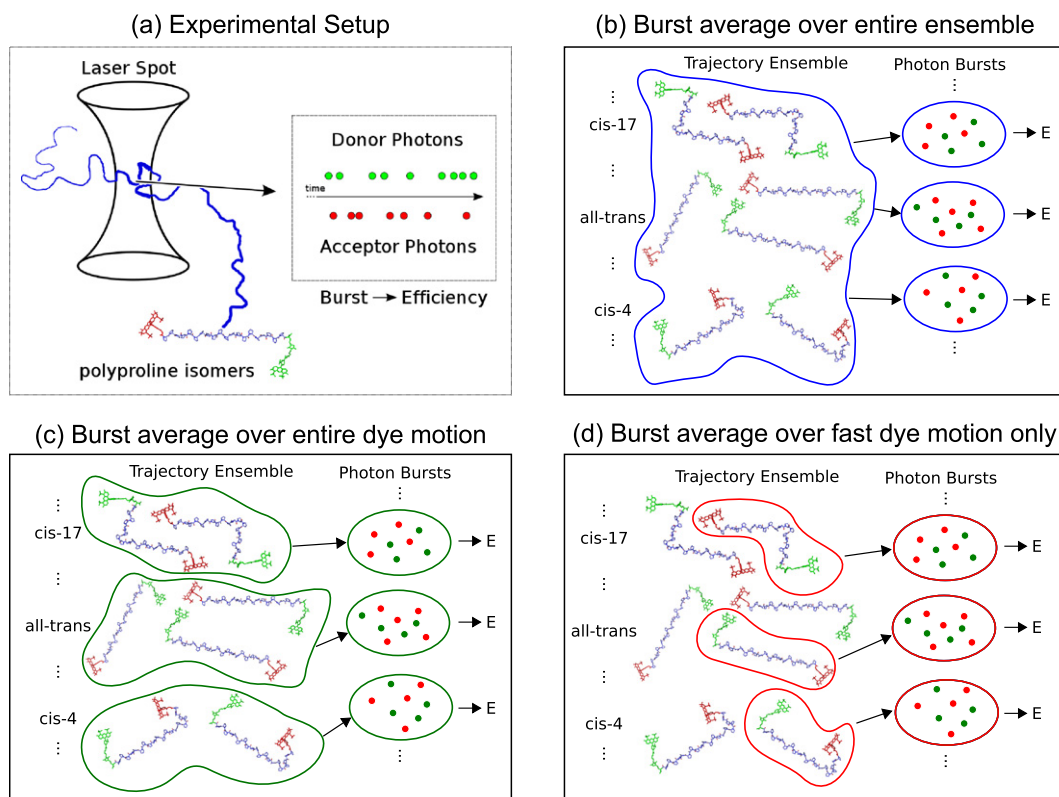 (a) Experimental Setup
Laser Spot
Donor Photons
time
Acceptor Photons
Burst → Efficiency
polyproline isomers
(b) Burst average over entire ensemble
Trajectory Ensemble
Photon Bursts
⋮
⋮
cis-17
E
⋮
all-trans
E
⋮
cis-4
E
⋮
⋮
(c) Burst average over entire dye motion
Trajectory Ensemble
Photon Bursts
⋮
⋮
cis-17
E
⋮
all-trans
E
⋮
cis-4
E
⋮
⋮
(d) Burst average over fast dye motion only
Trajectory Ensemble
Photon Bursts
⋮
⋮
cis-17
E
⋮
all-trans
E
⋮
cis-4
E
⋮
⋮